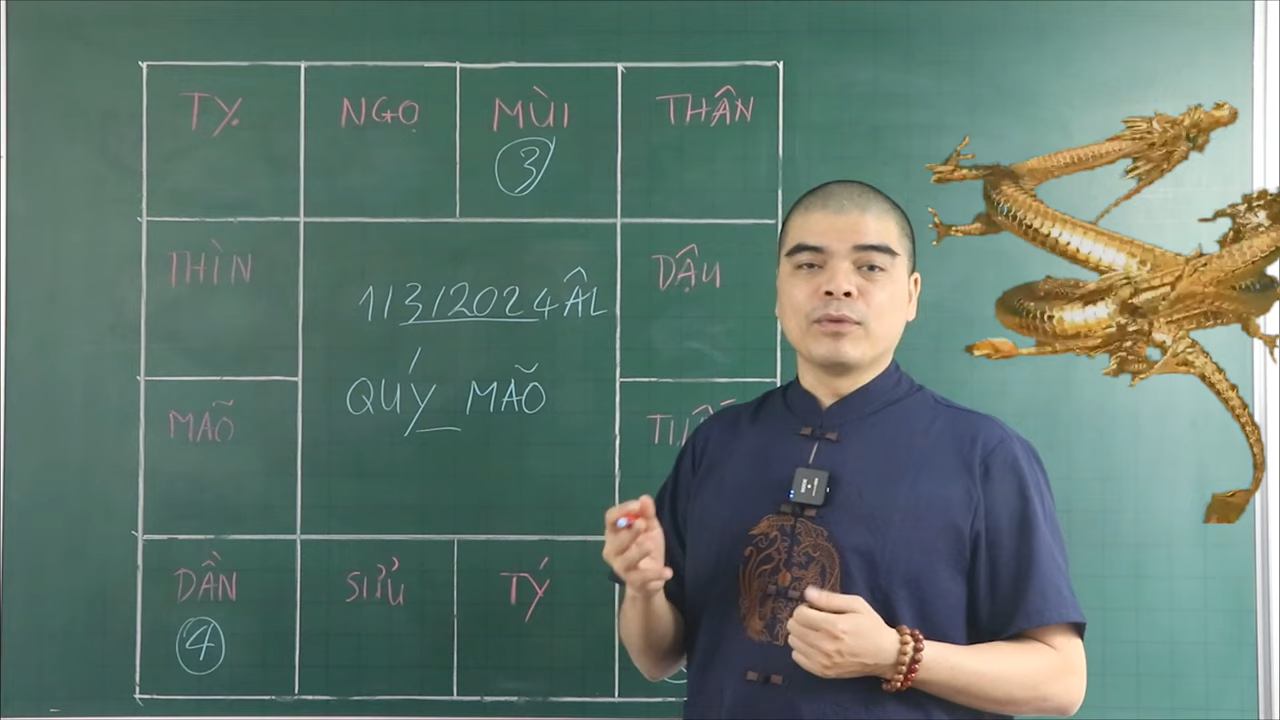 TỴ NGỌ MÙI THÂN
③
THÌN DẬU
1/3/2024 ÂL
QUÝ MÃO
MÃO
DẦN SỬU TÝ
④